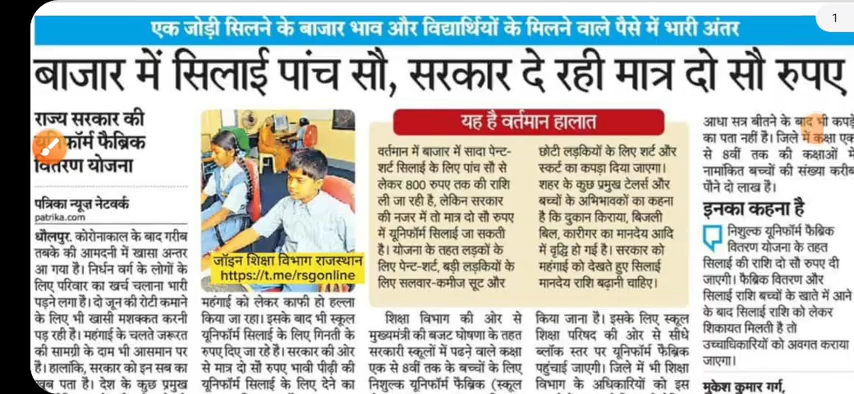 1
एक जोड़ी सिलने के बाजार भाव और विद्यार्थियों के मिलने वाले पैसे में भारी अंतर
बाजार में सिलाई पांच सौ, सरकार दे रही मात्र दो सौ रुपए
राज्य सरकार की
यूनिफॉर्म फैब्रिक
वितरण योजना
पत्रिका न्यूज़ नेटवर्क
patrika.com
धौलपुर. कोरोनाकाल के बाद गरीब
तबके की आमदनी में खासा अन्तर
आ गया है। निर्धन वर्ग के लोगों के
लिए परिवार का खर्च चलाना भारी
पड़ने लगा है। दो जून की रोटी कमाने
के लिए भी खासी मशक्कत करनी
पड़ रही है। महंगाई के चलते जरूरत
की सामग्री के दाम भी आसमान पर
है। हालांकि, सरकार को इन सब का
खूब पता है। देश के कुछ प्रमुख
जॉइन शिक्षा विभाग राजस्थान
https://t.me/rsgonline
महंगाई को लेकर काफी हो हल्ला
किया जा रहा। इसके बाद भी स्कूल
यूनिफॉर्म सिलाई के लिए गिनती के
रुपए दिए जा रहे हैं। सरकार की ओर
से मात्र दो सौ रुपए भावी पीढ़ी की
यूनिफॉर्म सिलाई के लिए देने का
यह है वर्तमान हालात
वर्तमान में बाजार में सादा पेन्ट-
शर्ट सिलाई के लिए पांच सौ से
लेकर 800 रुपए तक की राशि
ली जा रही है, लेकिन सरकार
की नजर में तो मात्र दो सौ रुपए
में यूनिफॉर्म सिलाई जा सकती
है। योजना के तहत लड़कों के
लिए पेन्ट-शर्ट, बड़ी लड़कियों के
लिए सलवार-कमीज सूट और
छोटी लड़कियों के लिए शर्ट और
स्कर्ट का कपड़ा दिया जाएगा।
शहर के कुछ प्रमुख टेलर्स और
बच्चों के अभिभावकों का कहना
है कि दुकान किराया, बिजली
बिल, कारीगर का मानदेय आदि
में वृद्धि हो गई है। सरकार को
महंगाई को देखते हुए सिलाई
मानदेय राशि बढ़ानी चाहिए।
शिक्षा विभाग की ओर से
मुख्यमंत्री की बजट घोषणा के तहत
सरकारी स्कूलों में पढने वाले कक्षा
एक से 8वीं तक के बच्चों के लिए
निशुल्क यूनिफॉर्म फैब्रिक (स्कूल
किया जाना है। इसके लिए स्कूल
शिक्षा परिषद की ओर से सीधे
ब्लॉक स्तर पर यूनिफॉर्म फैब्रिक
पहुंचाई जाएगी। जिले में भी शिक्षा
विभाग के अधिकारियों को इस
आधा सत्र बीतने के बाद भी कपड़े
का पता नहीं है। जिले में कक्षा एक
से 8वीं तक की कक्षाओं में
नामांकित बच्चों की संख्या करीब
पौने दो लाख है।
इनका कहना है
निशुल्क यूनिफॉर्म फैब्रिक
वितरण योजना के तहत
सिलाई की राशि दो सौ रुपए दी
जाएगी। फैब्रिक वितरण और
सिलाई राशि बच्चों के खाते में आने
के बाद सिलाई राशि को लेकर
शिकायत मिलती है तो
उच्चाधिकारियों को अवगत कराया
जाएगा।
मुकेश कुमार गर्ग,